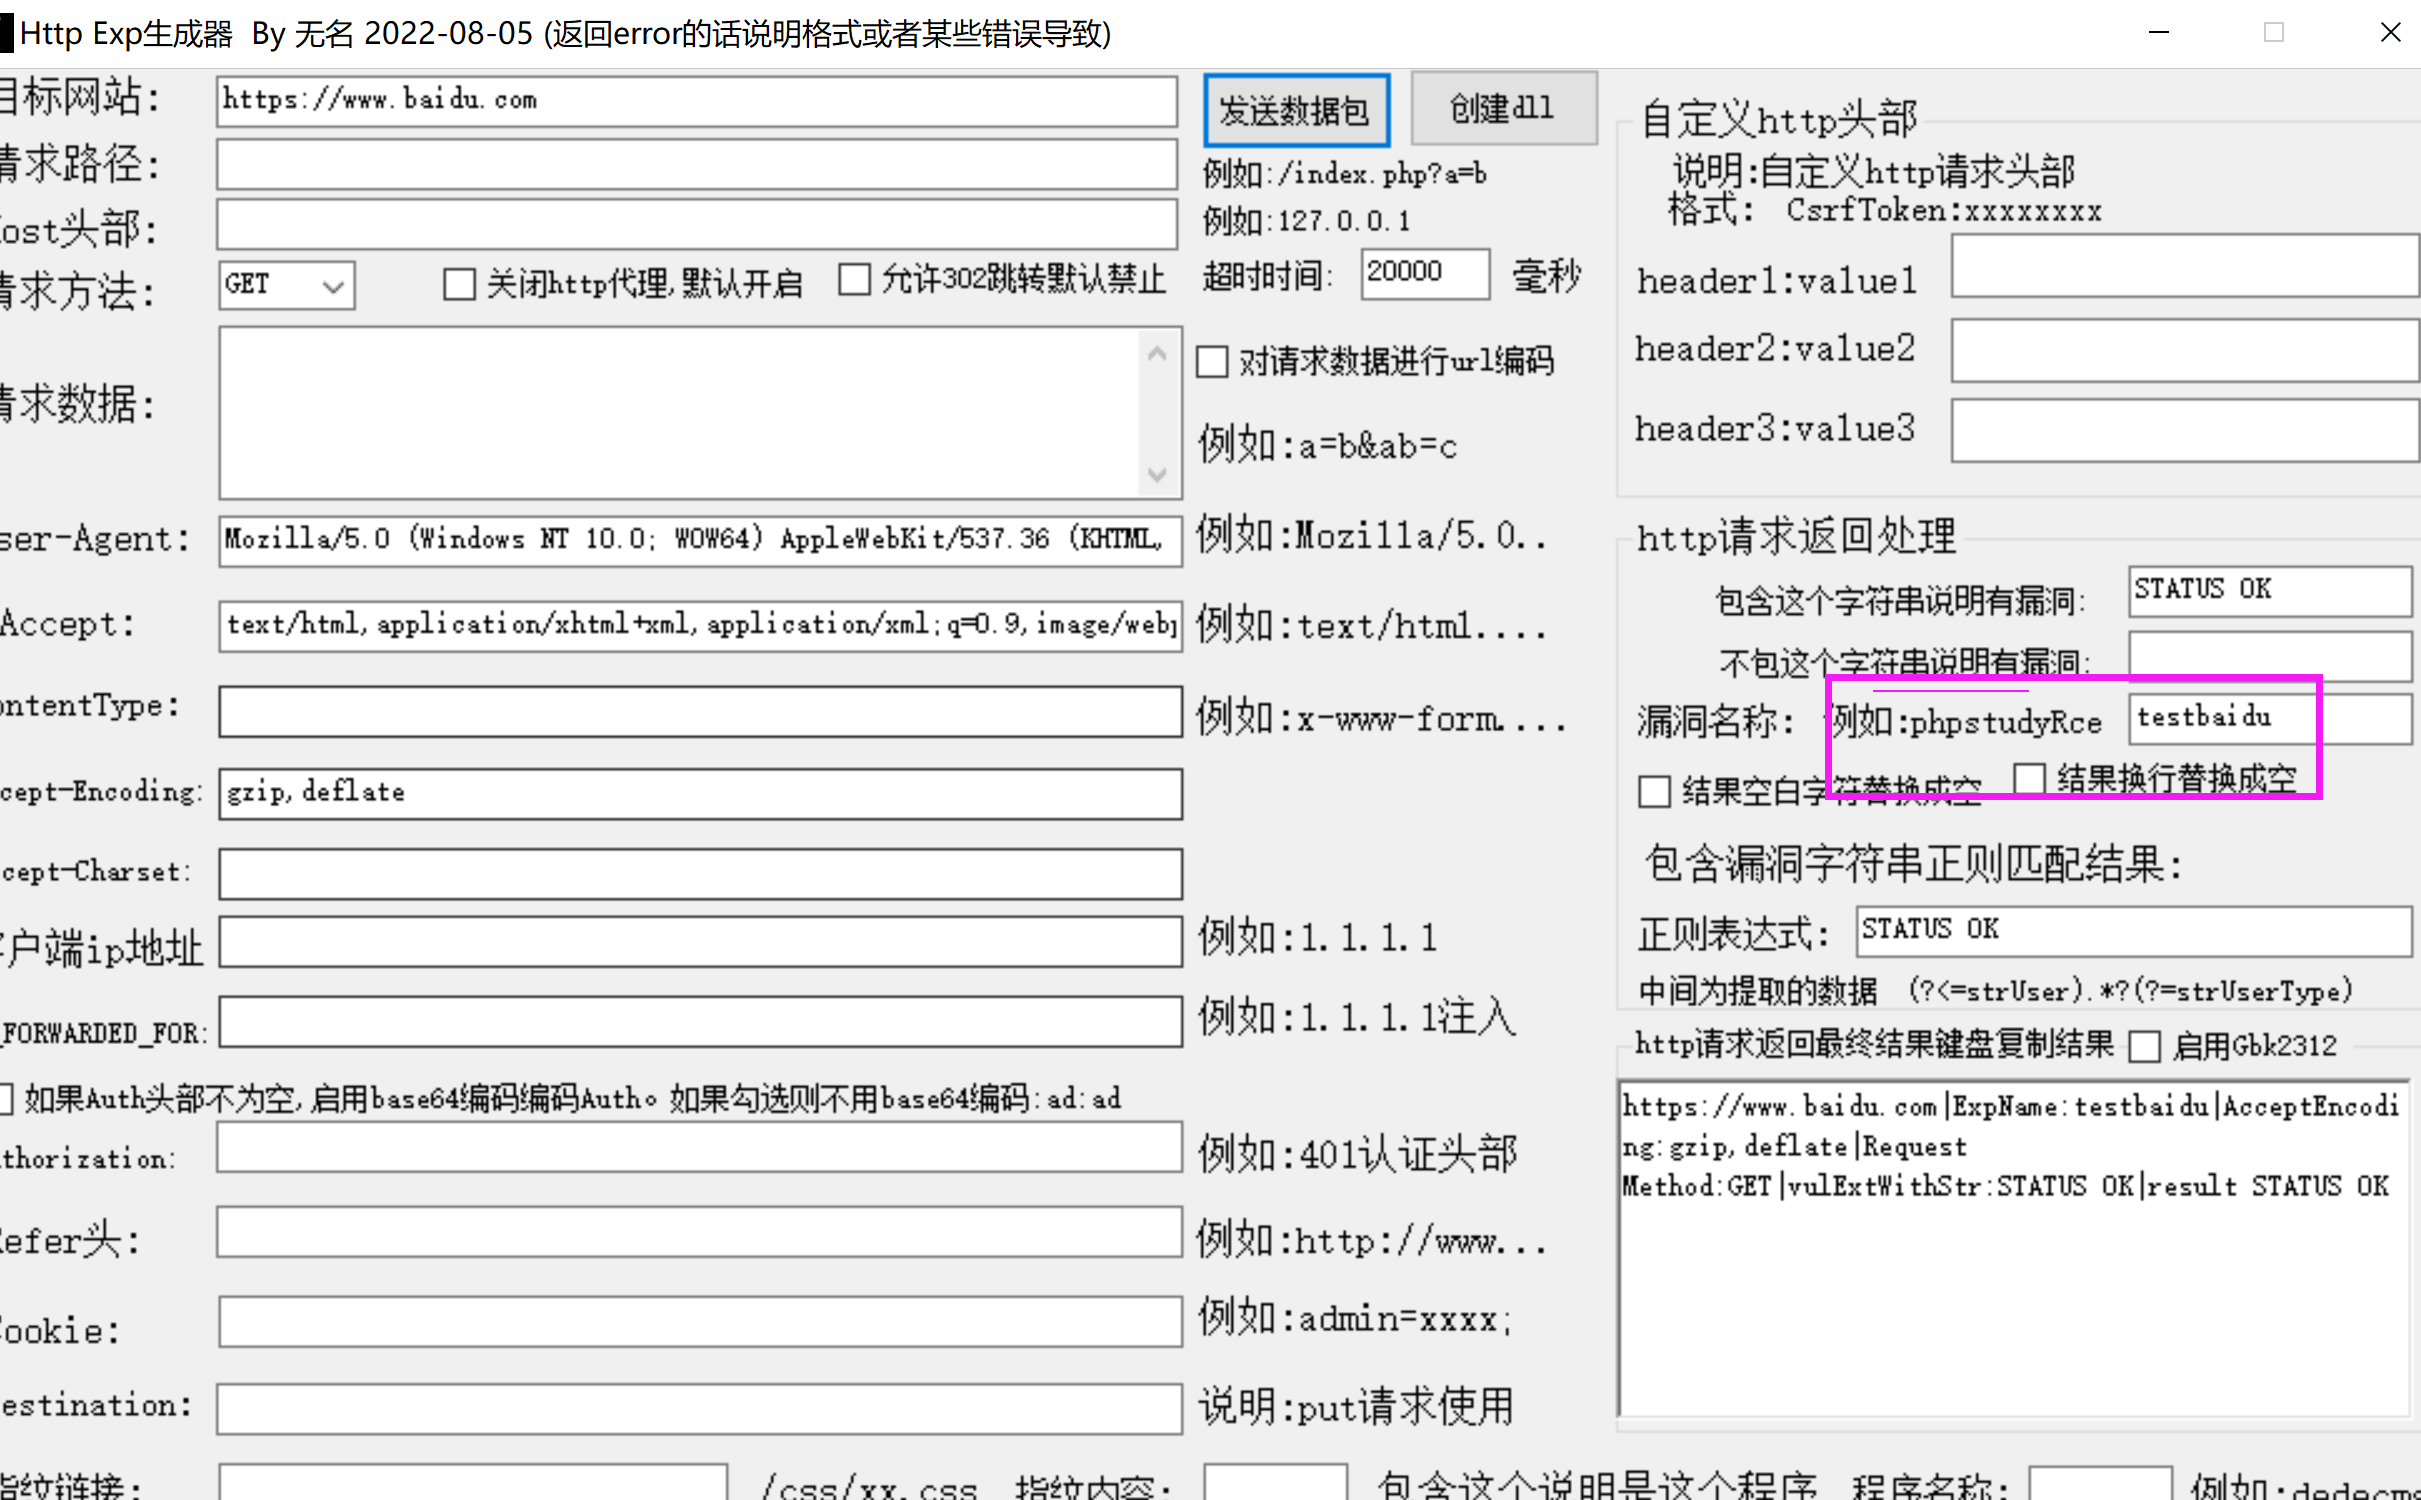 Http Exp生成器 By 无名 2022-08-05 (返回error的话说明格式或者某些错误导致)
目标网站: https://www.baidu.com 发送数据包 创建dll
请求路径: 例如:/index.php?a=b
ost头部: 例如:127.0.0.1
请求方法: GET 关闭http代理,默认开启 允许302跳转默认禁止 超时时间: 20000 毫秒
对请求数据进行url编码
请求数据: 例如:a=b&ab=c
ser-Agent: Mozilla/5.0 (Windows NT 10.0; WOW64) AppleWebKit/537.36 (KHTML, 例如:Mozilla/5.0..
Accept: text/html,application/xhtml+xml,application/xml;q=0.9,image/webp 例如:text/html....
ontentType: 例如:x-www-form....
cept-Encoding: gzip,deflate
cept-Charset:
客户端ip地址 例如:1.1.1.1
_FORWARDED_FOR: 例如:1.1.1.1注入
如果Auth头部不为空,启用base64编码编码Auth。如果勾选则不用base64编码:ad:ad
thorization: 例如:401认证头部
efer头: 例如:http://www...
ookie: 例如:admin=xxxx;
estination: 说明:put请求使用
指纹链接: /css/xx.css 指纹内容: 包含这个说明是这个程序 程序名称: 例如:dedecms
自定义http头部
说明:自定义http请求头部
格式: CsrfToken:xxxxxxxx
header1:value1
header2:value2
header3:value3
http请求返回处理
包含这个字符串说明有漏洞: STATUS OK
不包这个字符串说明有漏洞:
漏洞名称: 例如:phpstudyRce testbaidu
结果空白字符替换成空 结果换行替换成空
包含漏洞字符串正则匹配结果:
正则表达式: STATUS OK
中间为提取的数据 (?<=strUser).*?(?=strUserType)
http请求返回最终结果键盘复制结果 启用Gbk2312
https://www.baidu.com|ExpName:testbaidu|AcceptEncodi
ng:gzip,deflate|Request
Method:GET|vulExtWithStr:STATUS OK|result STATUS OK